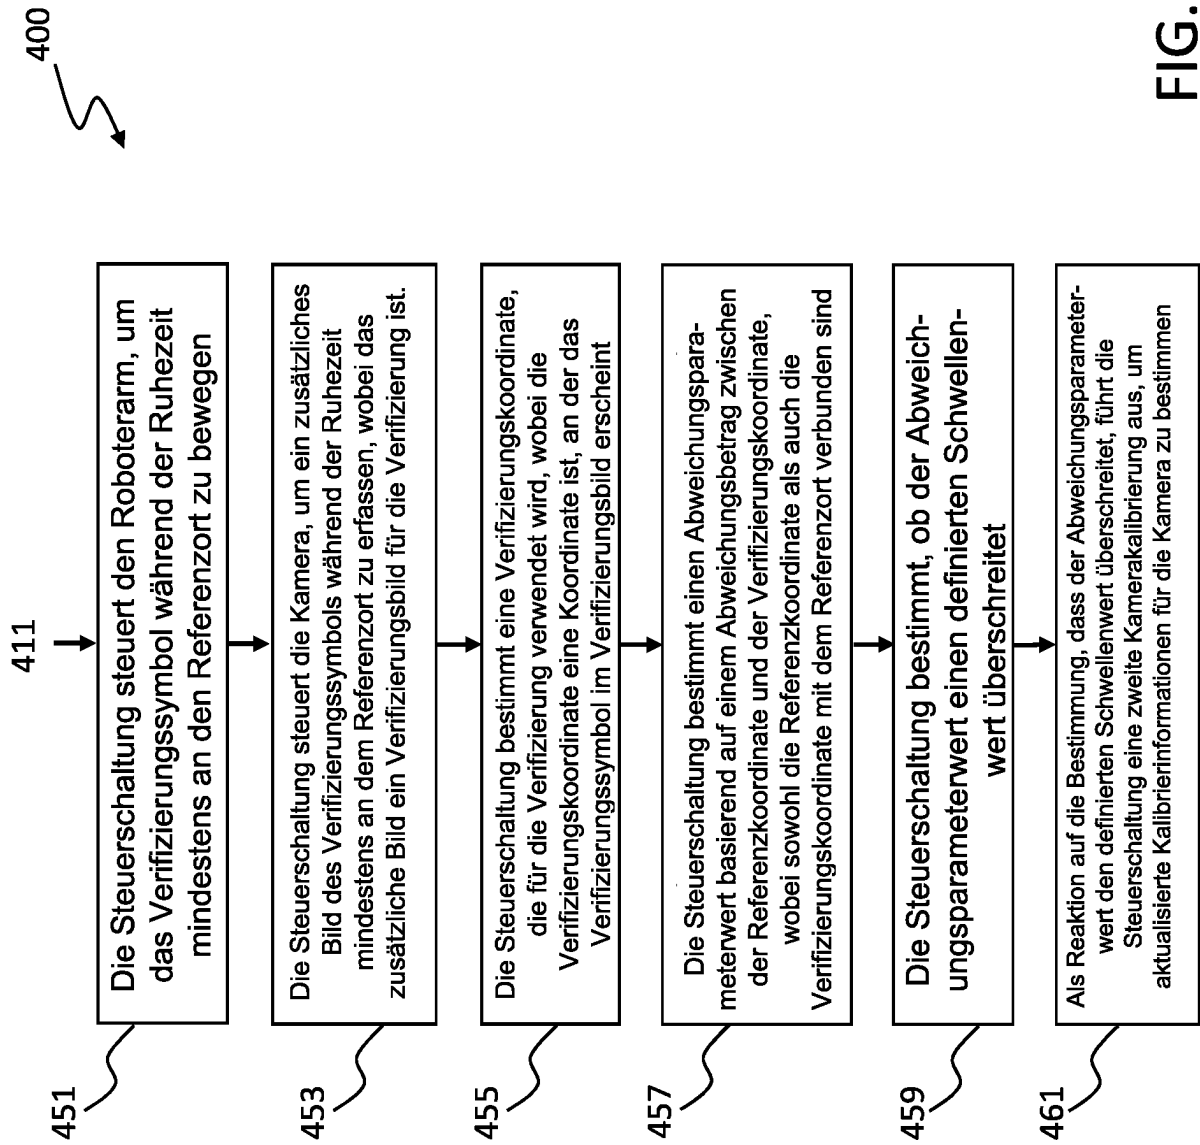 400
411
451
Die Steuerschaltung steuert den Roboterarm, um
das Verifizierungssymbol während der Ruhezeit
mindestens an den Referenzort zu bewegen
453
Die Steuerschaltung steuert die Kamera, um ein zusätzliches
Bild des Verifizierungssymbols während der Ruhezeit
mindestens an dem Referenzort zu erfassen, wobei das
zusätzliche Bild ein Verifizierungsbild für die Verifizierung ist.
455
Die Steuerschaltung bestimmt eine Verifizierungskoordinate,
die für die Verifizierung verwendet wird, wobei die
Verifizierungskoordinate eine Koordinate ist, an der das
Verifizierungssymbol im Verifizierungsbild erscheint
457
Die Steuerschaltung bestimmt einen Abweichungspara-
meterwert basierend auf einem Abweichungsbetrag zwischen
der Referenzkoordinate und der Verifizierungskoordinate,
wobei sowohl die Referenzkoordinate als auch die
Verifizierungskoordinate mit dem Referenzort verbunden sind
459
Die Steuerschaltung bestimmt, ob der Abweich-
ungsparameterwert einen definierten Schwellen-
wert überschreitet
461
Als Reaktion auf die Bestimmung, dass der Abweichungsparameter-
wert den definierten Schwellenwert überschreitet, führt die
Steuerschaltung eine zweite Kamerakalibrierung aus, um
aktualisierte Kalibrierinformationen für die Kamera zu bestimmen
FIG.